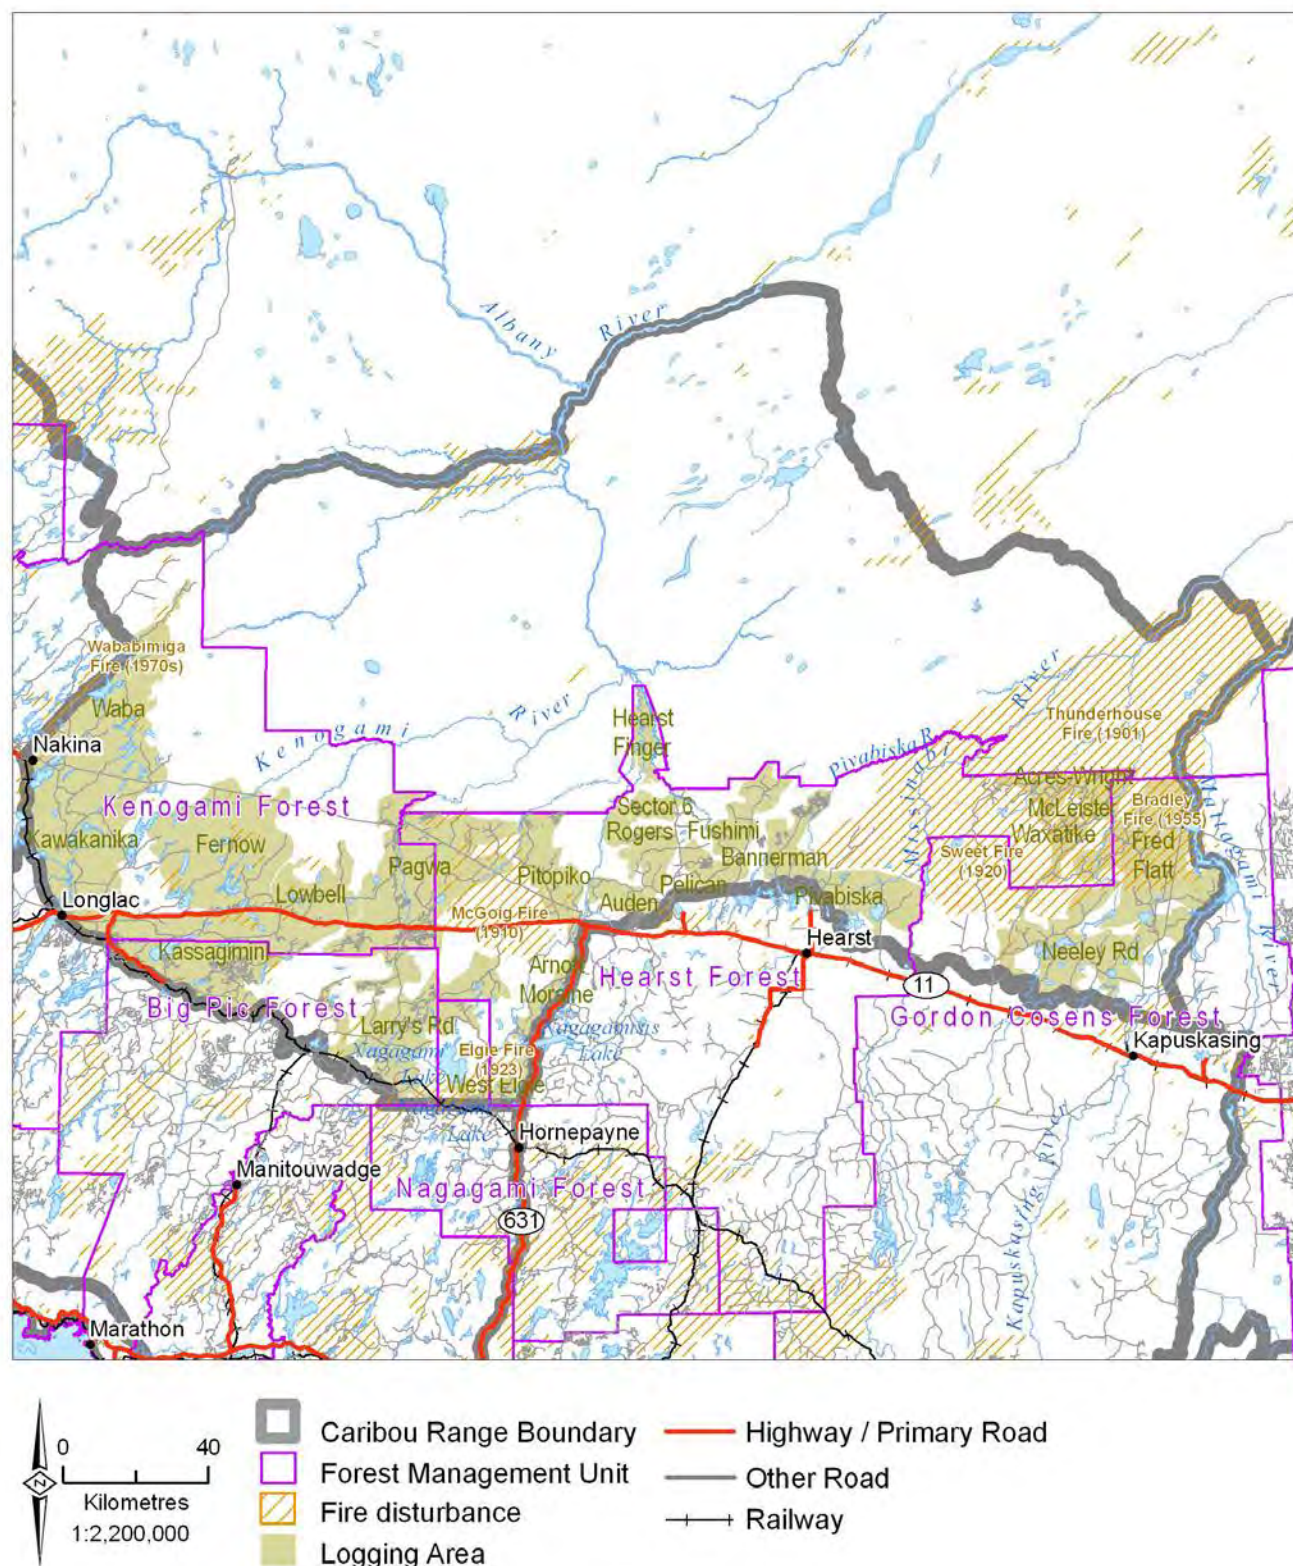 Albany
River
Wababimiga
Fire (1970s)
Waba
Nakina
Kenogami
River
Hearst
Finger
River
Thunderhouse
Fire (1901)
Pivabiska R.
Missinabi
Acres-Wright
Kenogami Forest
Sector 6
McLeister
Bradley
Fire (1955)
Mattagami
River
Kawakanika
Fernow
Rogers
Fushimi
Waxatike
Fred
Flatt
Pagwa
Pitopiko
Bannerman
Sweet Fire
(1920)
Lowbell
Pelican
Auden
Pivabiska
Longlac
McGoig Fire
(1910)
Hearst
Kassagimini
Arnott
Morame
Hearst Forest
Neeley Rd
11
Big Pic Forest
Gordon Cosens Forest
Larry's Rd
Nagagami
Lake
Elgie Fire
(1923)
Nagagamisis
Lake
Kapuskasing
West Elgie
Lake
Hornepayne
Manitouwadge
Nagagami Forest
631
Kapuskasing River
Marathon
0 40
Kilometres
1:2,200,000
N
Caribou Range Boundary
Forest Management Unit
Fire disturbance
Logging Area
Highway / Primary Road
Other Road
Railway